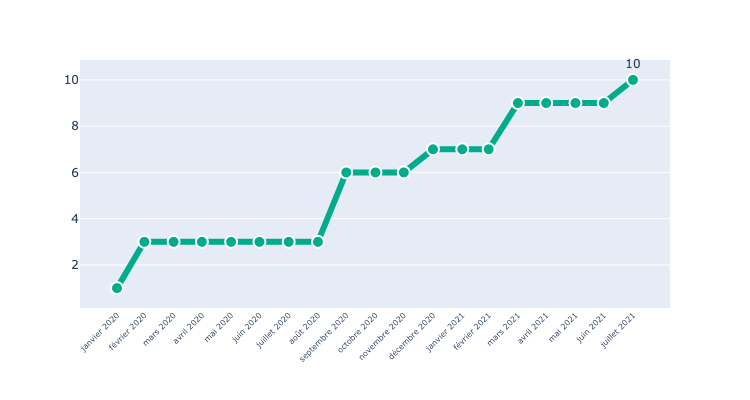 10
10
8
6
4
2
janvier 2020
février 2020
mars 2020
avril 2020
mai 2020
juin 2020
juillet 2020
août 2020
septembre 2020
octobre 2020
novembre 2020
décembre 2020
janvier 2021
février 2021
mars 2021
avril 2021
mai 2021
juin 2021
juillet 2021